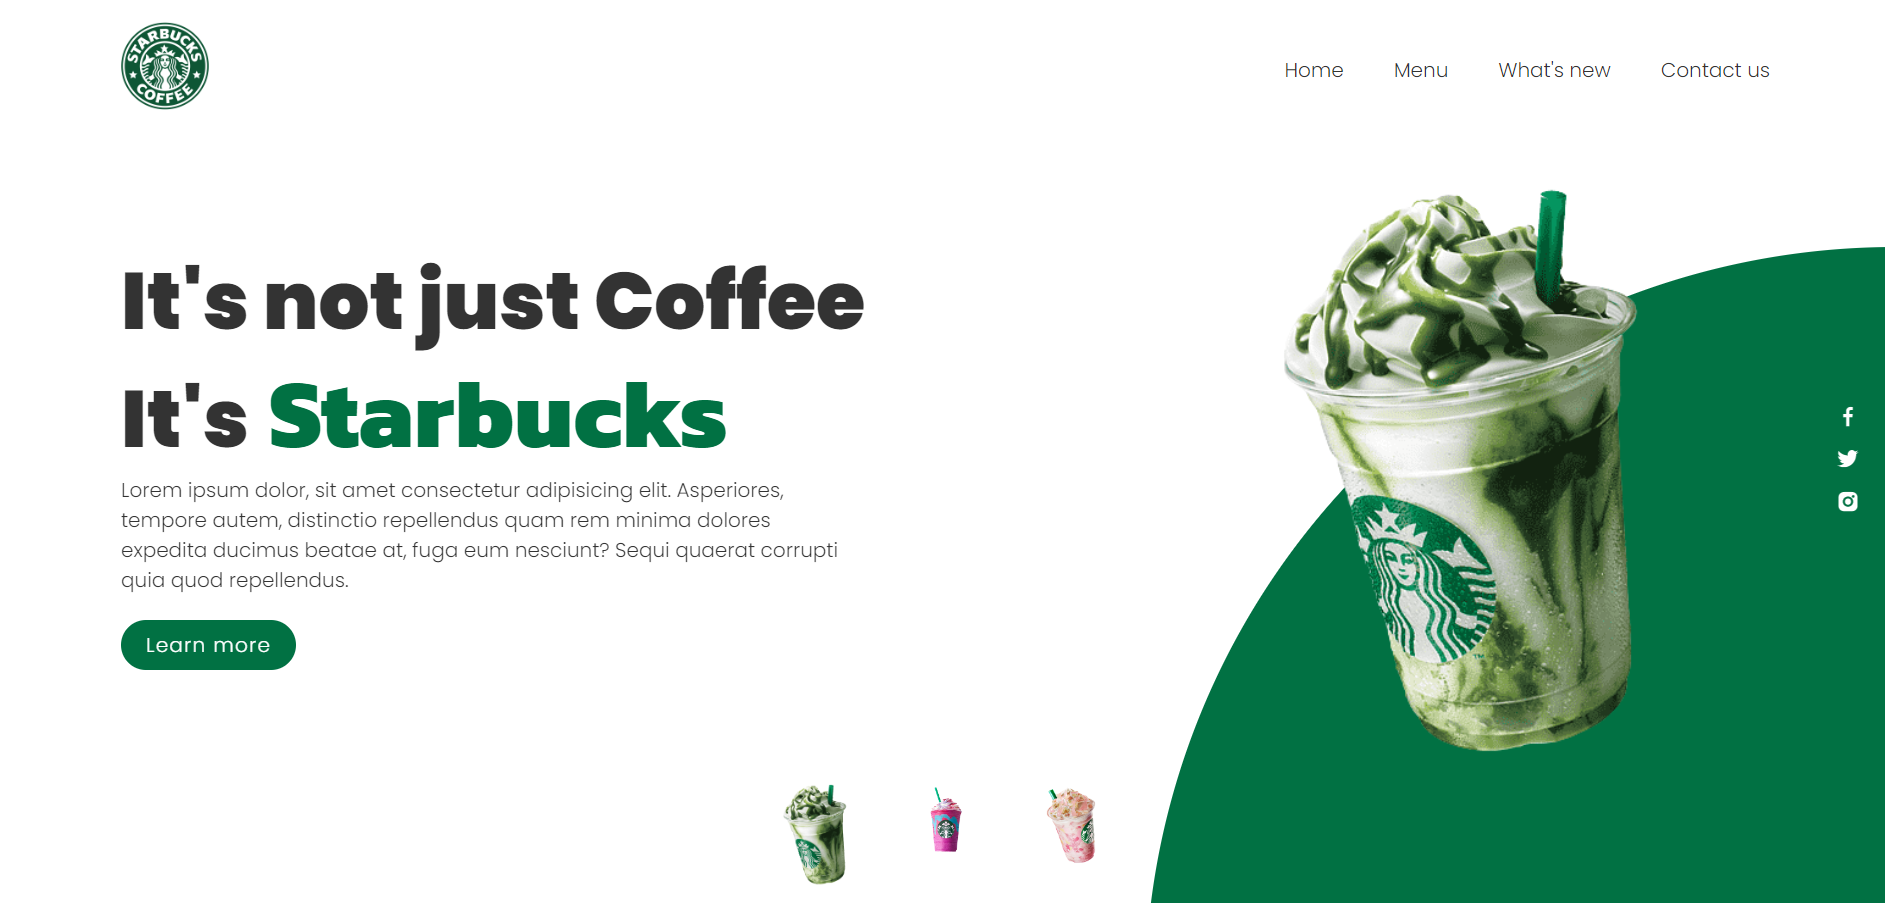 STARBUCKS
COFFEE
Home Menu What's new Contact us
It's not just Coffee
It's Starbucks
Lorem ipsum dolor, sit amet consectetur adipisicing elit. Asperiores,
tempore autem, distinctio repellendus quam rem minima dolores
expedita ducimus beatae at, fuga eum nesciunt? Sequi quaerat corrupti
quia quod repellendus.
Learn more
TM